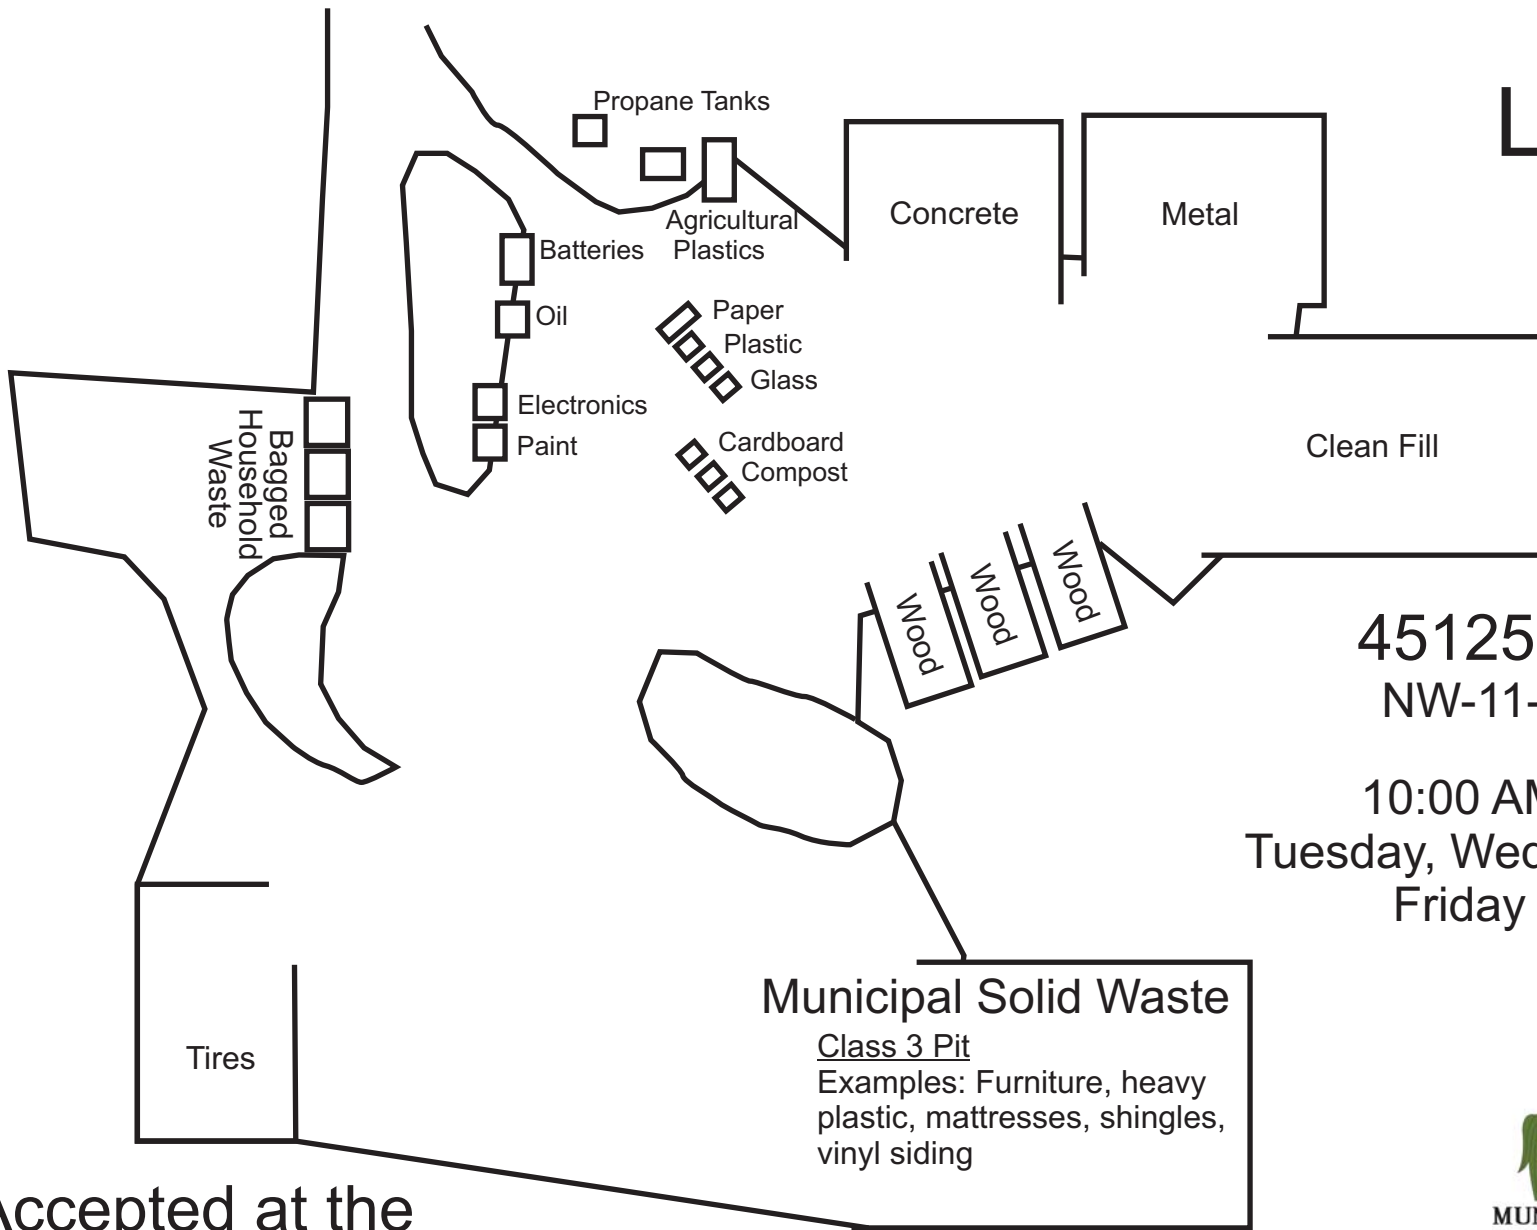 Propane Tanks
Agricultural
Plastics
Concrete
Metal
L
Batteries
Oil
Electronics
Paint
Paper
Plastic
Glass
Cardboard
Compost
Clean Fill
Bagged
Household
Waste
Wood
Wood
Wood
45125
NW-11-
10:00 AM
Tuesday, Wed
Friday
Municipal Solid Waste
Class 3 Pit
Examples: Furniture, heavy
plastic, mattresses, shingles,
vinyl siding
Tires
Accepted at the
MUN